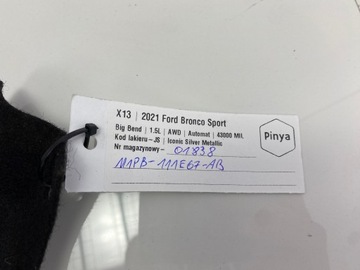 X13 | 2021 Ford Bronco Sport
Big Bend | 1.5L | AWD | Automat | 43000 Mil
Kod lakieru-JS | Iconic Silver Metallic
Nr magazynowy- 01838
M1PB-111E67-AB
Pinya